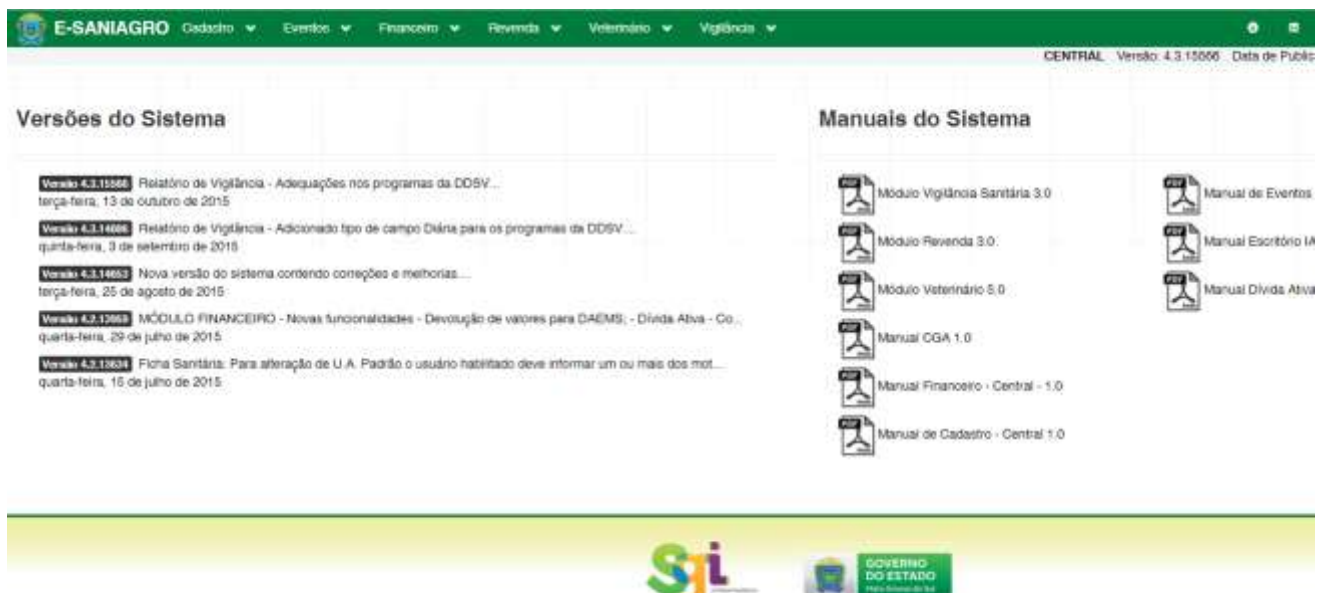 E-SANIAGRO Cadastro Eventos Financeiro Revenda Veterinário Vigilância
CENTRAL Versão: 4.3.15566 Data de Public
Versões do Sistema
Versão 4.3.15566 Relatório de Vigilância - Adequações nos programas da DDSV...
terça-feira, 13 de outubro de 2015
Versão Relatório de Vigilância - Adicionado tipo de campo Diária para os programas da DDSV...
quinta-feira, 3 de setembro de 2015
Versão 4.3.14653 Nova versão do sistema contendo correções e melhorias...
terça-feira, 25 de agosto de 2015
Versão MÓDULO FINANCEIRO - Novas funcionalidades - Devolução de valores para DAEMS; - Dívida Ativa - Co...
quarta-feira, 29 de julho de 2015
Versão Ficha Sanitária: Para alteração de U.A. Padrão o usuário habilitado deve informar um ou mais dos mot...
quarta-feira, 15 de julho de 2015
Manuais do Sistema
Módulo Vigilância Sanitária 3.0
Módulo Revenda 3.0
Módulo Veterinário
Manual CGA 1.0
Manual Financeiro - Central - 1.0
Manual de Cadastro - Central 1.0
Manual de Eventos
Manual Escritório IA
Manual Dívida Ativa
sgi
GOVERNO
DO ESTADO
Mato Grosso do Sul